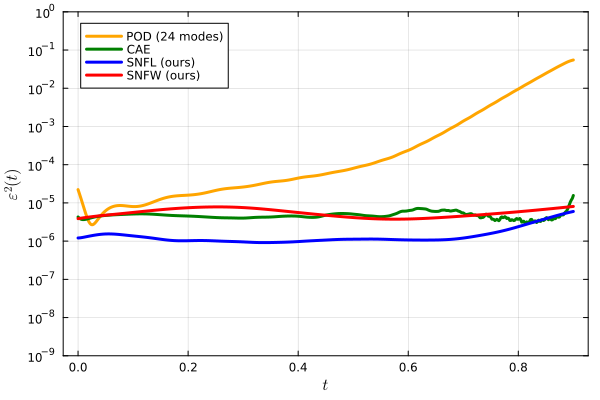 POD (24 modes)
CAE
SNFL (ours)
SNFW (ours)
10⁰
10⁻¹
10⁻²
10⁻³
10⁻⁴
10⁻⁵
10⁻⁶
10⁻⁷
10⁻⁸
10⁻⁹
ε²(t)
0.0 0.2 0.4 0.6 0.8
t